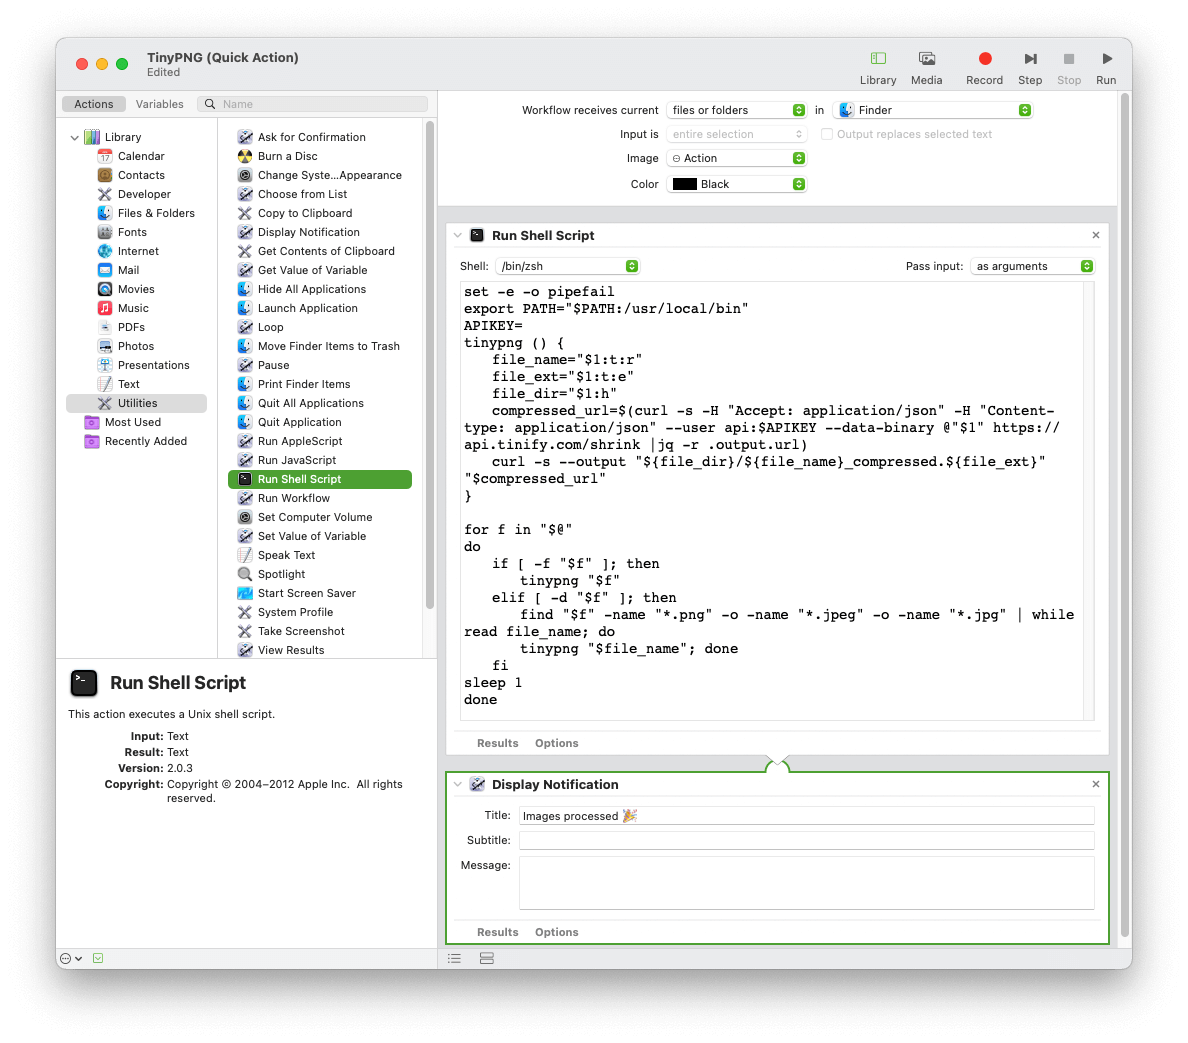 TinyPNG (Quick Action)
Edited
Library
Media
Record
Step
Stop
Run
Actions
Variables
Name
Library
Calendar
Contacts
Developer
Files & Folders
Fonts
Internet
Mail
Movies
Music
PDFs
Photos
Presentations
Text
Utilities
Most Used
Recently Added
Ask for Confirmation
Burn a Disc
Change Syste...Appearance
Choose from List
Copy to Clipboard
Display Notification
Get Contents of Clipboard
Get Value of Variable
Hide All Applications
Launch Application
Loop
Move Finder Items to Trash
Pause
Print Finder Items
Quit All Applications
Quit Application
Run AppleScript
Run JavaScript
Run Shell Script
Run Workflow
Set Computer Volume
Set Value of Variable
Speak Text
Spotlight
Start Screen Saver
System Profile
Take Screenshot
View Results
Run Shell Script
This action executes a Unix shell script.
Input: Text
Result: Text
Version: 2.0.3
Copyright: Copyright © 2004–2012 Apple Inc. All rights
reserved.
Workflow receives current files or folders in Finder
Input is entire selection Output replaces selected text
Image Action
Color Black
Run Shell Script
Shell: /bin/zsh Pass input: as arguments
set -e -o pipefail
export PATH="$PATH:/usr/local/bin"
APIKEY=
tinypng () {
file_name="$1:t:r"
file_ext="$1:t:e"
file_dir="$1:h"
compressed_url=$(curl -s -H "Accept: application/json" -H "Content-
type: application/json" --user api:$APIKEY --data-binary @"$1" https://
api.tinify.com/shrink |jq -r .output.url)
curl -s --output "${file_dir}/${file_name}_compressed.${file_ext}"
"$compressed_url"
}
for f in "$@"
do
if [ -f "$f" ]; then
tinypng "$f"
elif [ -d "$f" ]; then
find "$f" -name "*.png" -o -name "*.jpeg" -o -name "*.jpg" | while
read file_name; do
tinypng "$file_name"; done
fi
sleep 1
done
Results Options
Display Notification
Title: Images processed 🎉
Subtitle:
Message:
Results Options